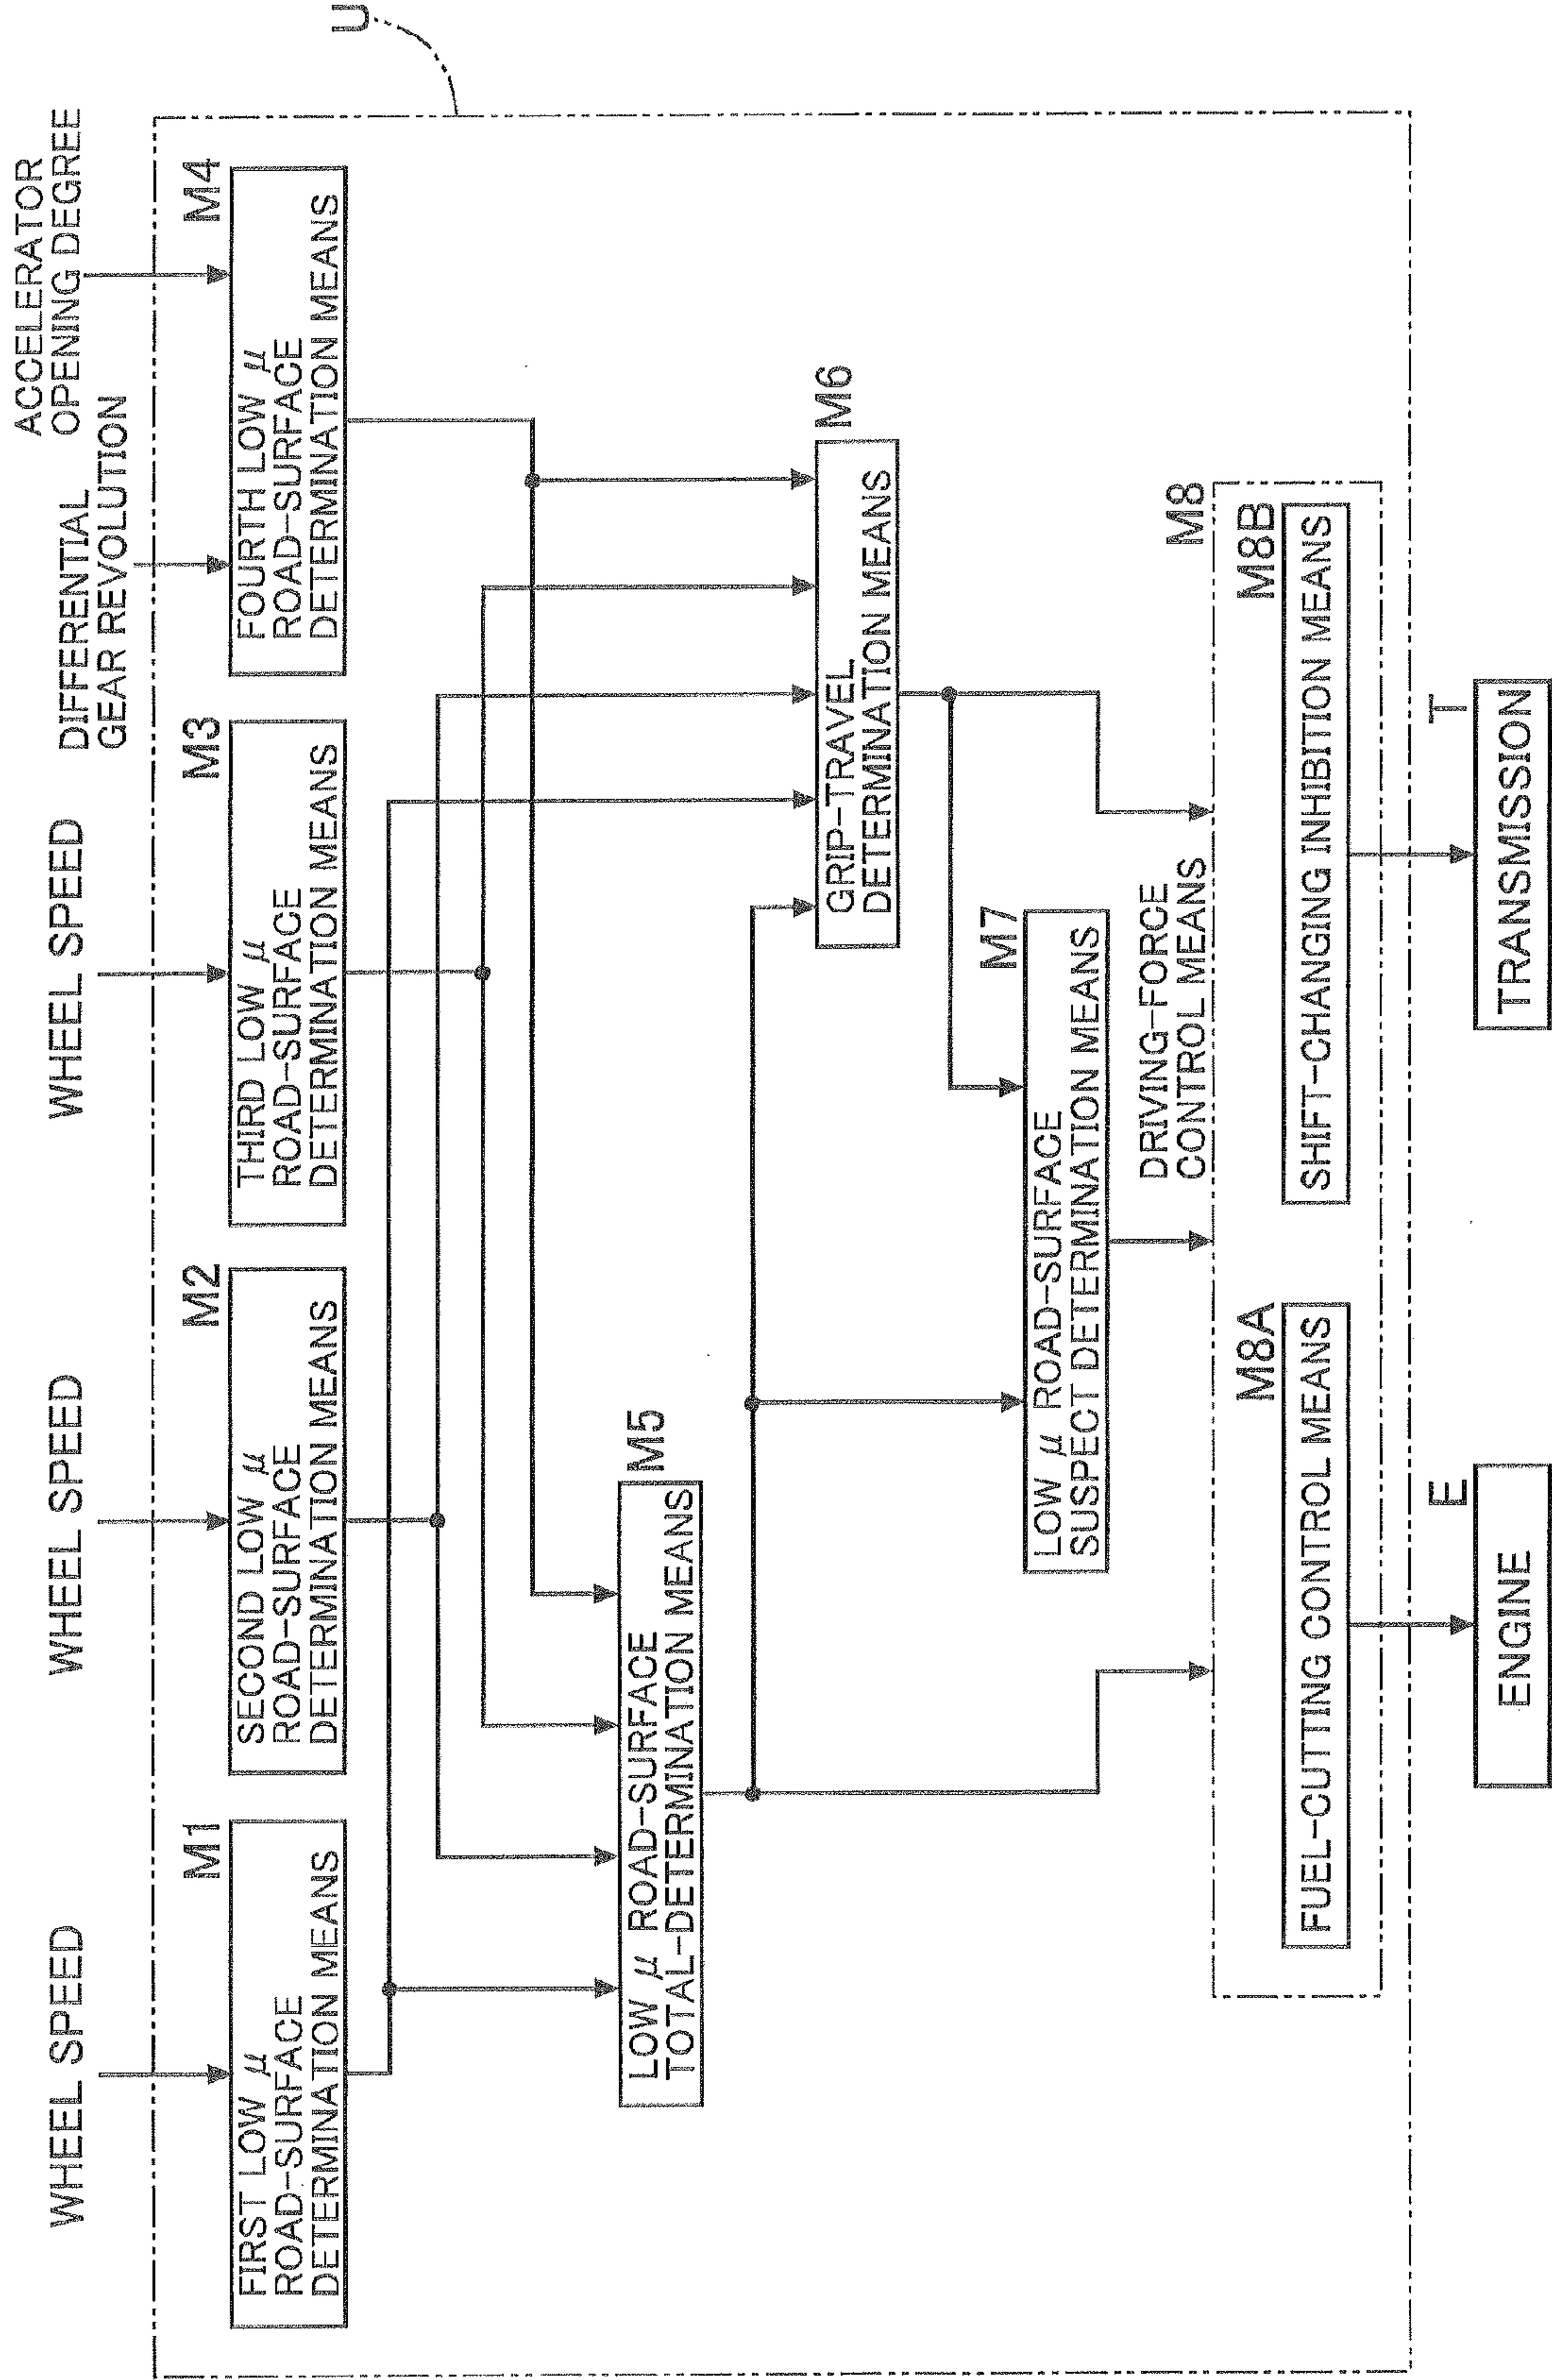 U
WHEEL SPEED
WHEEL SPEED
WHEEL SPEED
DIFFERENTIAL
GEAR REVOLUTION
ACCELERATOR
OPENING DEGREE
M1
FIRST LOW μ
ROAD-SURFACE
DETERMINATION MEANS
M2
SECOND LOW μ
ROAD-SURFACE
DETERMINATION MEANS
M3
THIRD LOW μ
ROAD-SURFACE
DETERMINATION MEANS
M4
FOURTH LOW μ
ROAD-SURFACE
DETERMINATION MEANS
M5
LOW μ ROAD-SURFACE
TOTAL-DETERMINATION MEANS
M6
GRIP-TRAVEL
DETERMINATION MEANS
M7
LOW μ ROAD-SURFACE
SUSPECT DETERMINATION MEANS
DRIVING-FORCE
CONTROL MEANS
M8
M8A
FUEL-CUTTING CONTROL MEANS
M8B
SHIFT-CHANGING INHIBITION MEANS
E
ENGINE
T
TRANSMISSION